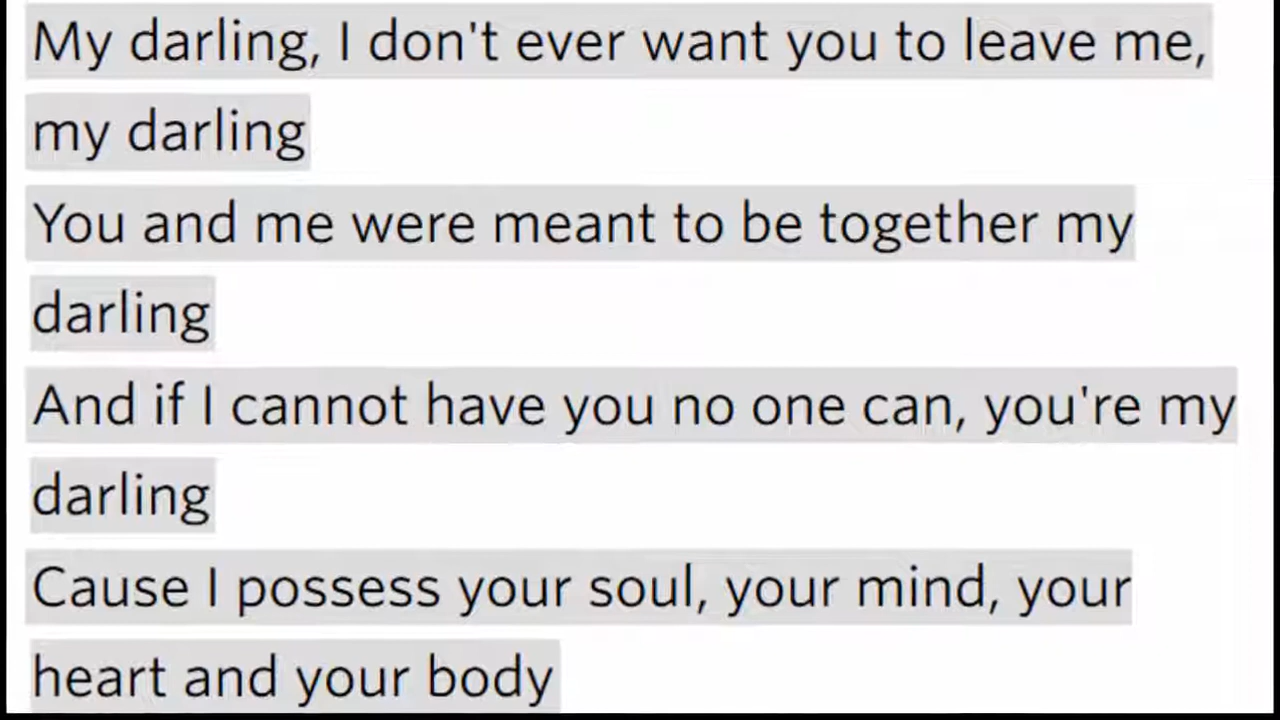 My darling, I don't ever want you to leave me,
my darling
You and me were meant to be together my
darling
And if I cannot have you no one can, you're my
darling
Cause I possess your soul, your mind, your
heart and your body